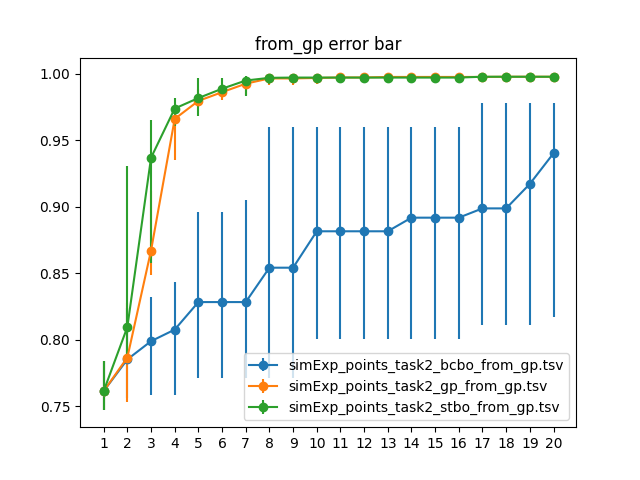 from_gp error bar
1.00
0.95
0.90
0.85
0.80
0.75
simExp_points_task2_bcbo_from_gp.tsv
simExp_points_task2_gp_from_gp.tsv
simExp_points_task2_stbo_from_gp.tsv
1 2 3 4 5 6 7 8 9 10 11 12 13 14 15 16 17 18 19 20